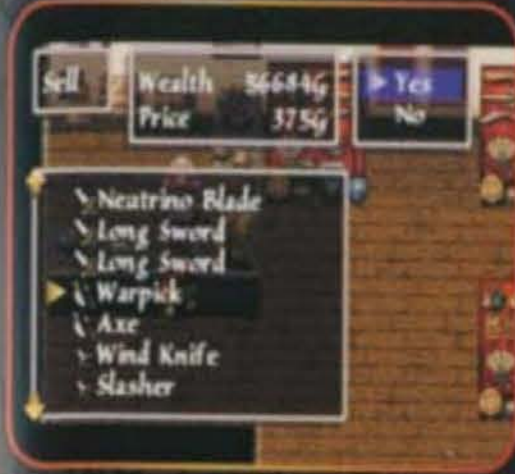 Sell
Wealth 36684G
Price 375G
Yes
No
Neutrino Blade
Long Sword
Long Sword
Warpick
Axe
Wind Knife
Slasher